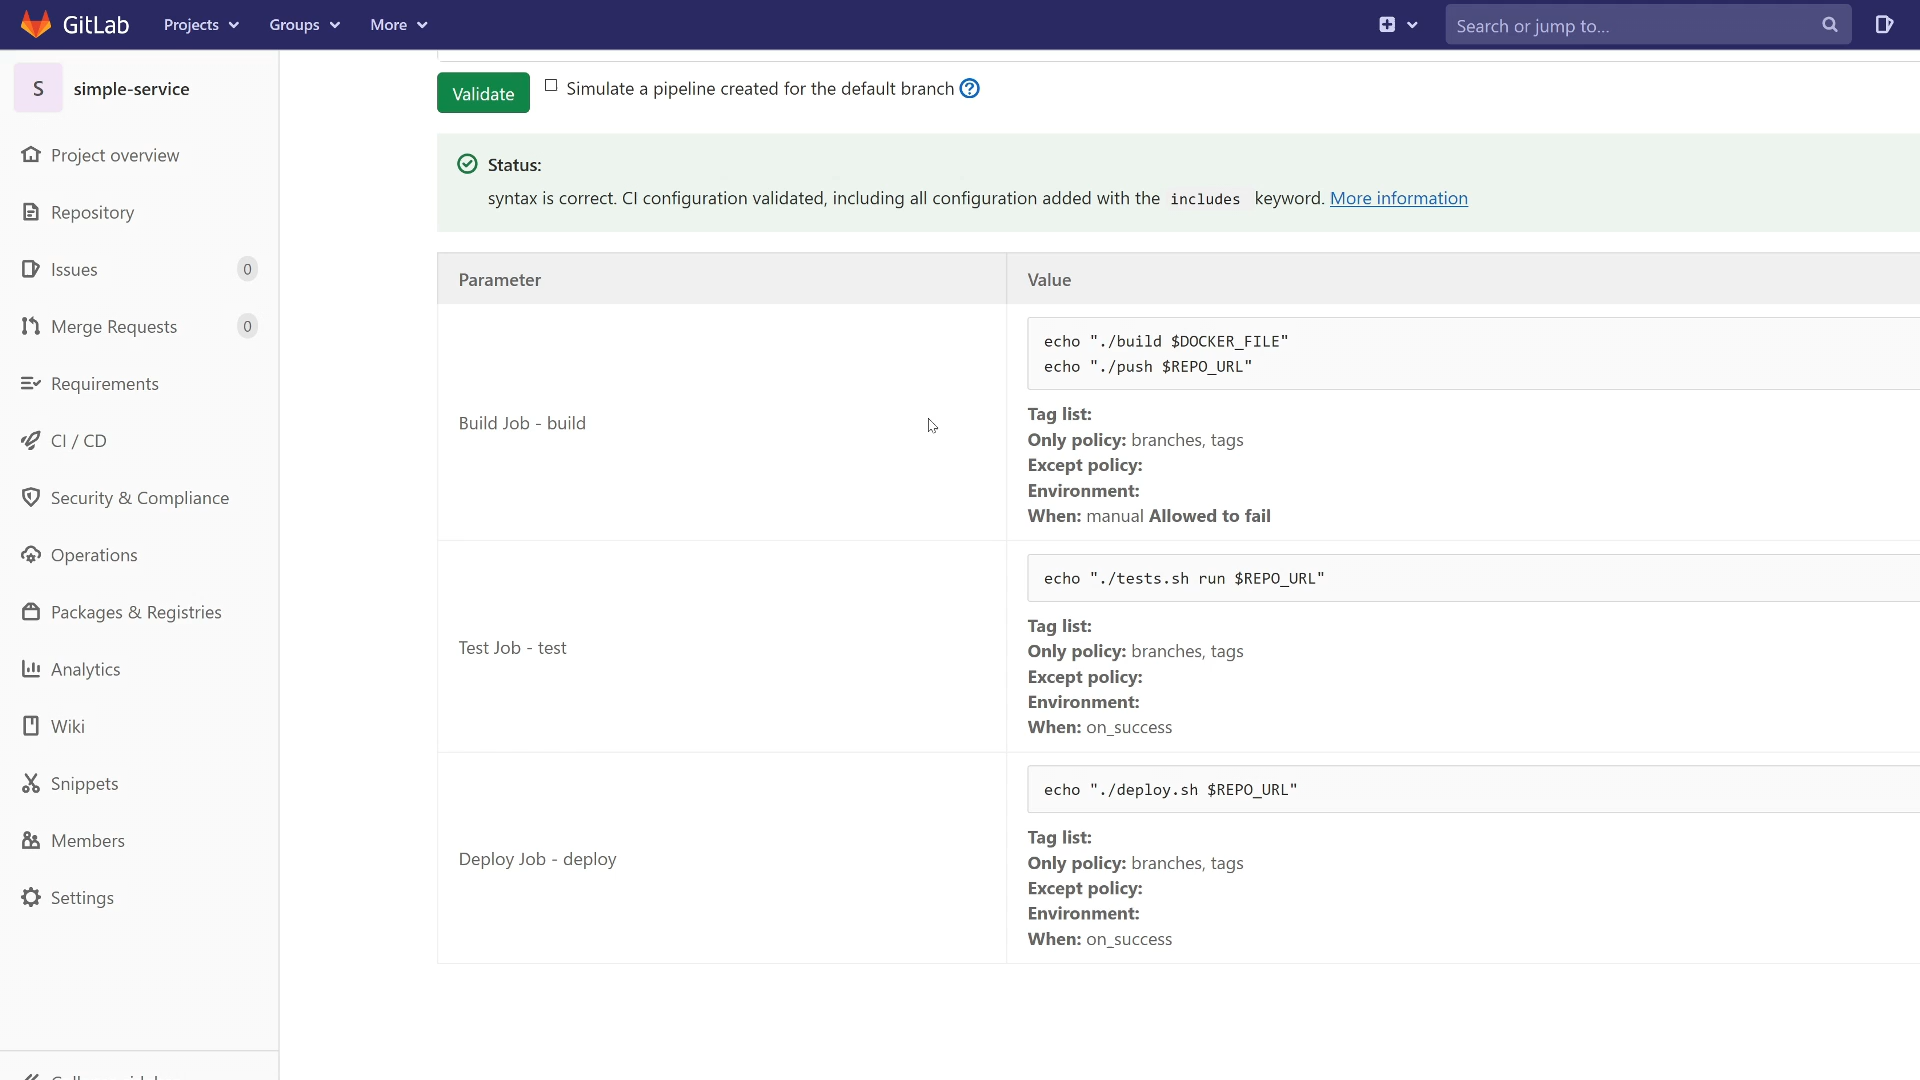 GitLab Projects Groups More Search or jump to...
S simple-service
Project overview
Repository
Issues 0
Merge Requests 0
Requirements
CI / CD
Security & Compliance
Operations
Packages & Registries
Analytics
Wiki
Snippets
Members
Settings
Validate Simulate a pipeline created for the default branch
Status:
syntax is correct. CI configuration validated, including all configuration added with the includes keyword. More information
Parameter Value
Build Job - build
echo "./build $DOCKER_FILE"
echo "./push $REPO_URL"
Tag list:
Only policy: branches, tags
Except policy:
Environment:
When: manual Allowed to fail
Test Job - test
echo "./tests.sh run $REPO_URL"
Tag list:
Only policy: branches, tags
Except policy:
Environment:
When: on_success
Deploy Job - deploy
echo "./deploy.sh $REPO_URL"
Tag list:
Only policy: branches, tags
Except policy:
Environment:
When: on_success